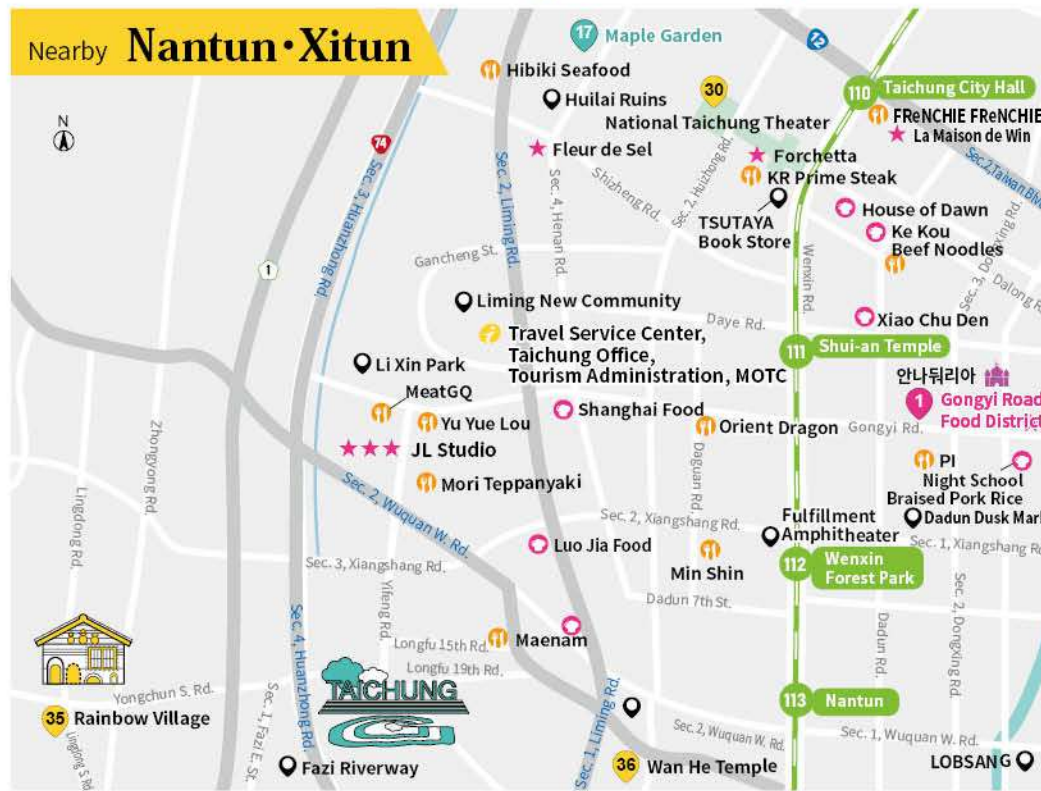 Nearby Nantun・Xitun
17 Maple Garden
12
Hibiki Seafood
30
110 Taichung City Hall
Huilai Ruins
FReNCHIE FReNCHIE
National Taichung Theater
La Maison de Win
N
74
Fleur de Sel
Forchetta
Sec.2,Taiwan
KR Prime Steak
Sec. 3, Huanzhong Rd.
Sec. 2, Liming Rd.
Sec. 4, Henan Rd.
Shizheng Rd.
Sec. 2, Huizhong Rd.
House of Dawn
TSUTAYA
Book Store
Ke Kou
Beef Noodles
Wenxin Rd.
Sec. 3, Dongxing Rd.
Gancheng St.
1
Dalong
Liming New Community
Daye Rd.
Xiao Chu Den
Travel Service Center,
Taichung Office,
Tourism Administration, MOTC
111 Shui-an Temple
Li Xin Park
안나둬리아
MeatGQ
1 Gongyi Road
Food District
Shanghai Food
Yu Yue Lou
Orient Dragon
Gongyi Rd.
JL Studio
Zhongyong Rd
Daguan Rd.
PI
Mori Teppanyaki
Night School
Braised Pork Rice
Lingdong Rd.
Sec. 2, Wuquan W. Rd.
Sec. 2, Xiangshang Rd.
Fulfillment
Amphitheater
Dadun Dusk
Luo Jia Food
Sec. 1, Xiangshang Rd.
Sec. 3, Xiangshang Rd.
Min Shin
112 Wenxin
Forest Park
Yifeng Rd.
Dadun 7th St.
Sec. 4, Huanzhong Rd.
Longfu 15th Rd.
Maenam
Dadun Rd.
Sec. 2, Dongxing Rd.
Longfu 19th Rd.
TAICHUNG
Yongchun S. Rd.
113 Nantun
35 Rainbow Village
Sec. 1, Fazi E. St.
Sec. 1, Liming Rd.
Sec. 2, Wuquan W. Rd.
Sec. 1, Wuquan W. Rd.
Lingdong S. Rd
Fazi Riverway
36 Wan He Temple
LOBSANG